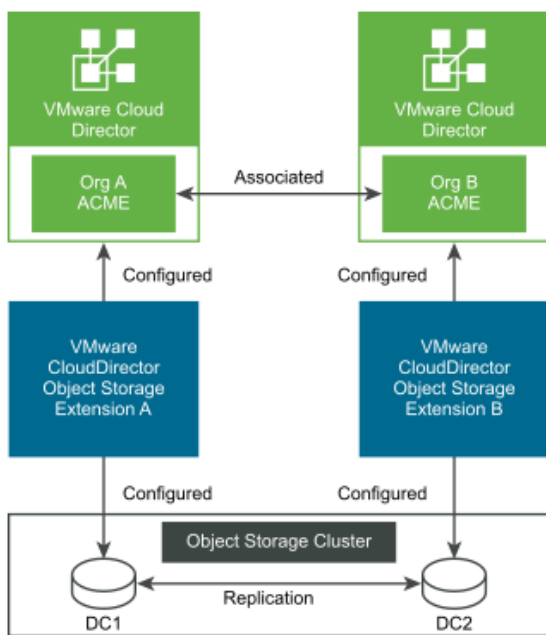 VMware Cloud
Director
VMware Cloud
Director
Org A
ACME
Associated
Org B
ACME
Configured
Configured
VMware
CloudDirector
Object Storage
Extension A
VMware
CloudDirector
Object Storage
Extension B
Configured
Configured
Object Storage Cluster
Replication
DC1
DC2